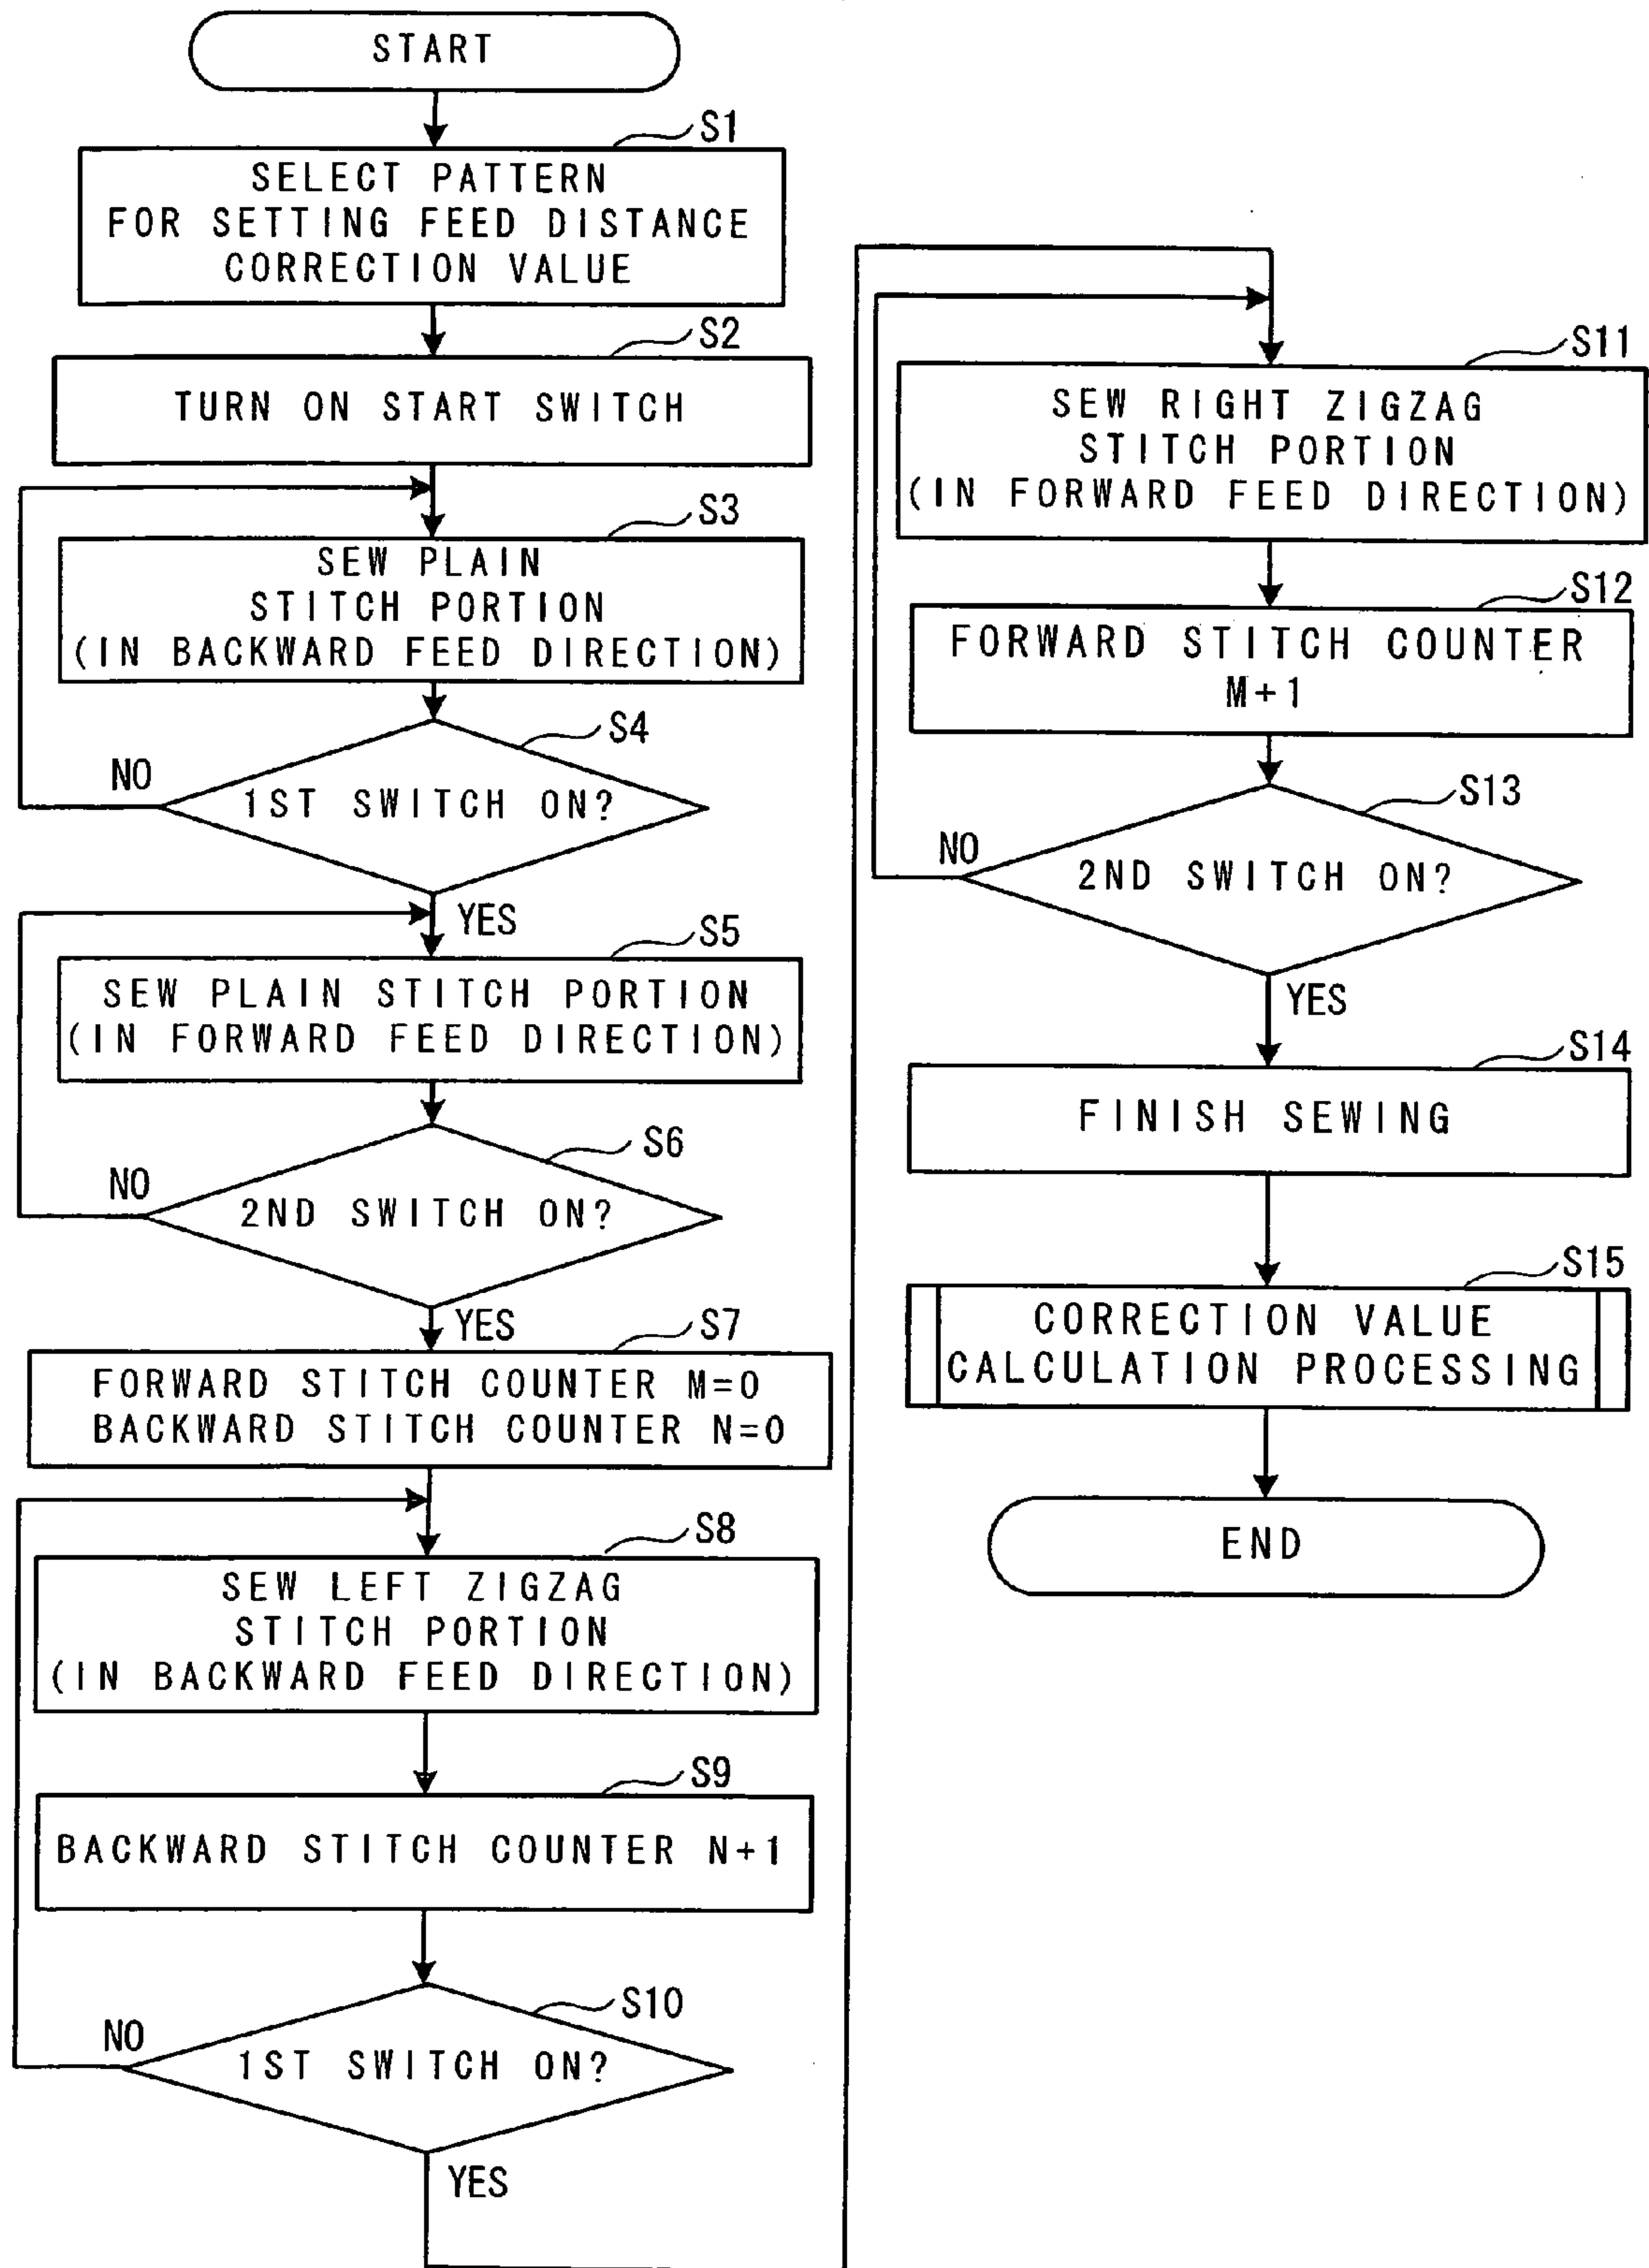 START
S1
SELECT PATTERN
FOR SETTING FEED DISTANCE
CORRECTION VALUE
S2
TURN ON START SWITCH
S3
SEW PLAIN
STITCH PORTION
(IN BACKWARD FEED DIRECTION)
S4
NO
1ST SWITCH ON?
YES
S5
SEW PLAIN STITCH PORTION
(IN FORWARD FEED DIRECTION)
S6
NO
2ND SWITCH ON?
YES
S7
FORWARD STITCH COUNTER M=0
BACKWARD STITCH COUNTER N=0
S8
SEW LEFT ZIGZAG
STITCH PORTION
(IN BACKWARD FEED DIRECTION)
S9
BACKWARD STITCH COUNTER N+1
S10
NO
1ST SWITCH ON?
YES
S11
SEW RIGHT ZIGZAG
STITCH PORTION
(IN FORWARD FEED DIRECTION)
S12
FORWARD STITCH COUNTER
M+1
S13
NO
2ND SWITCH ON?
YES
S14
FINISH SEWING
S15
CORRECTION VALUE
CALCULATION PROCESSING
END